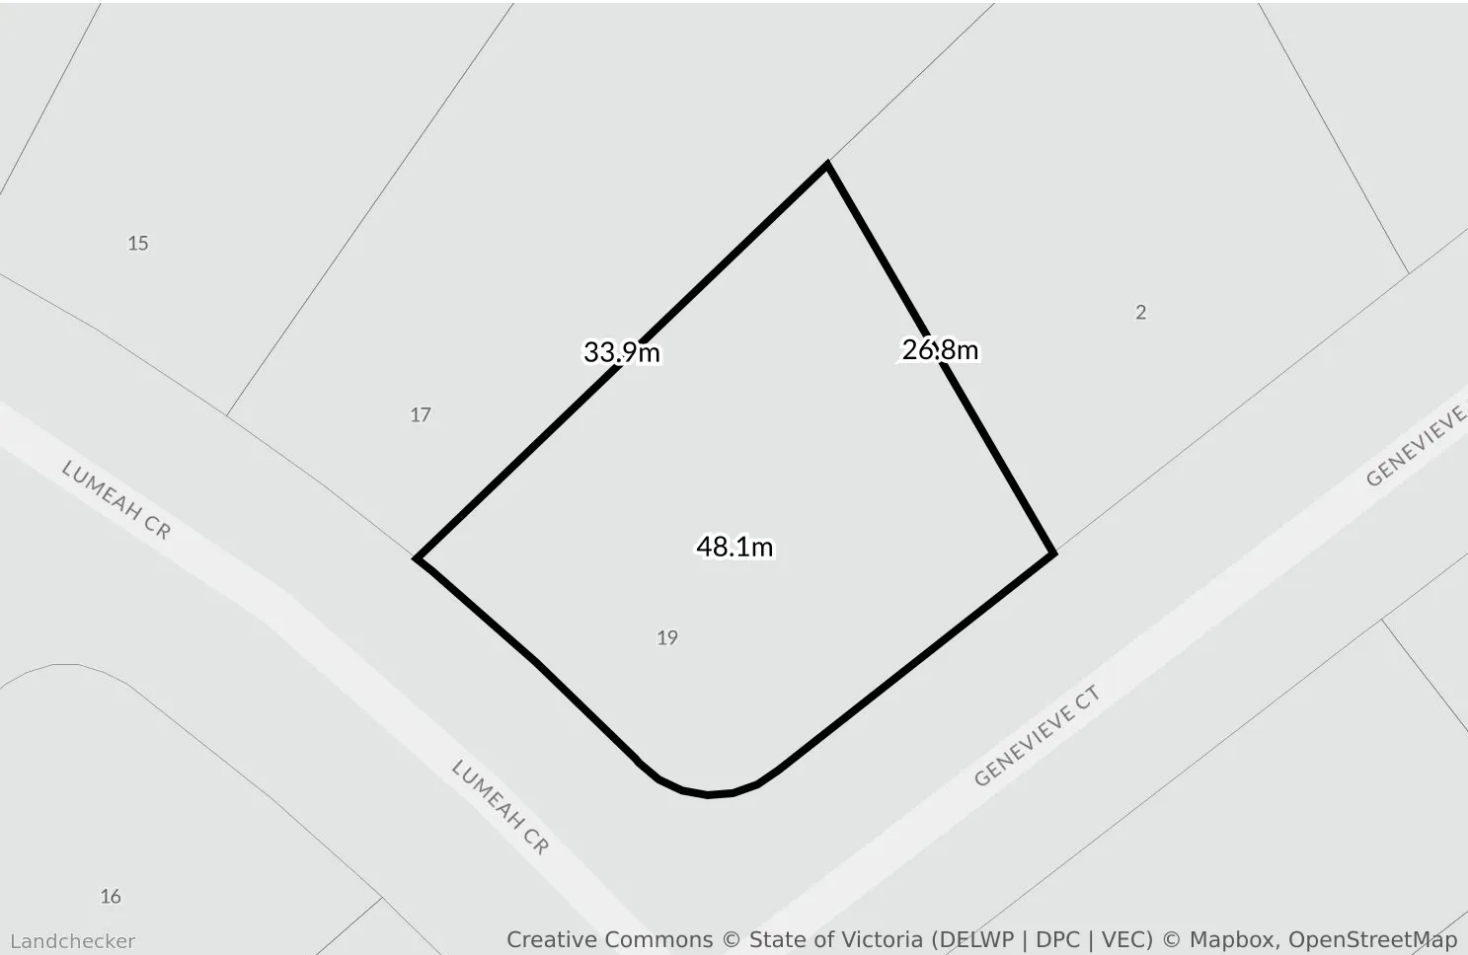 15
2
33.9m
26.8m
17
GENEVIEVE
LUMEAH CR
48.1m
19
GENEVIEVE CT
LUMEAH CR
16
Landchecker
Creative Commons © State of Victoria (DELWP | DPC | VEC) © Mapbox, OpenStreetMap